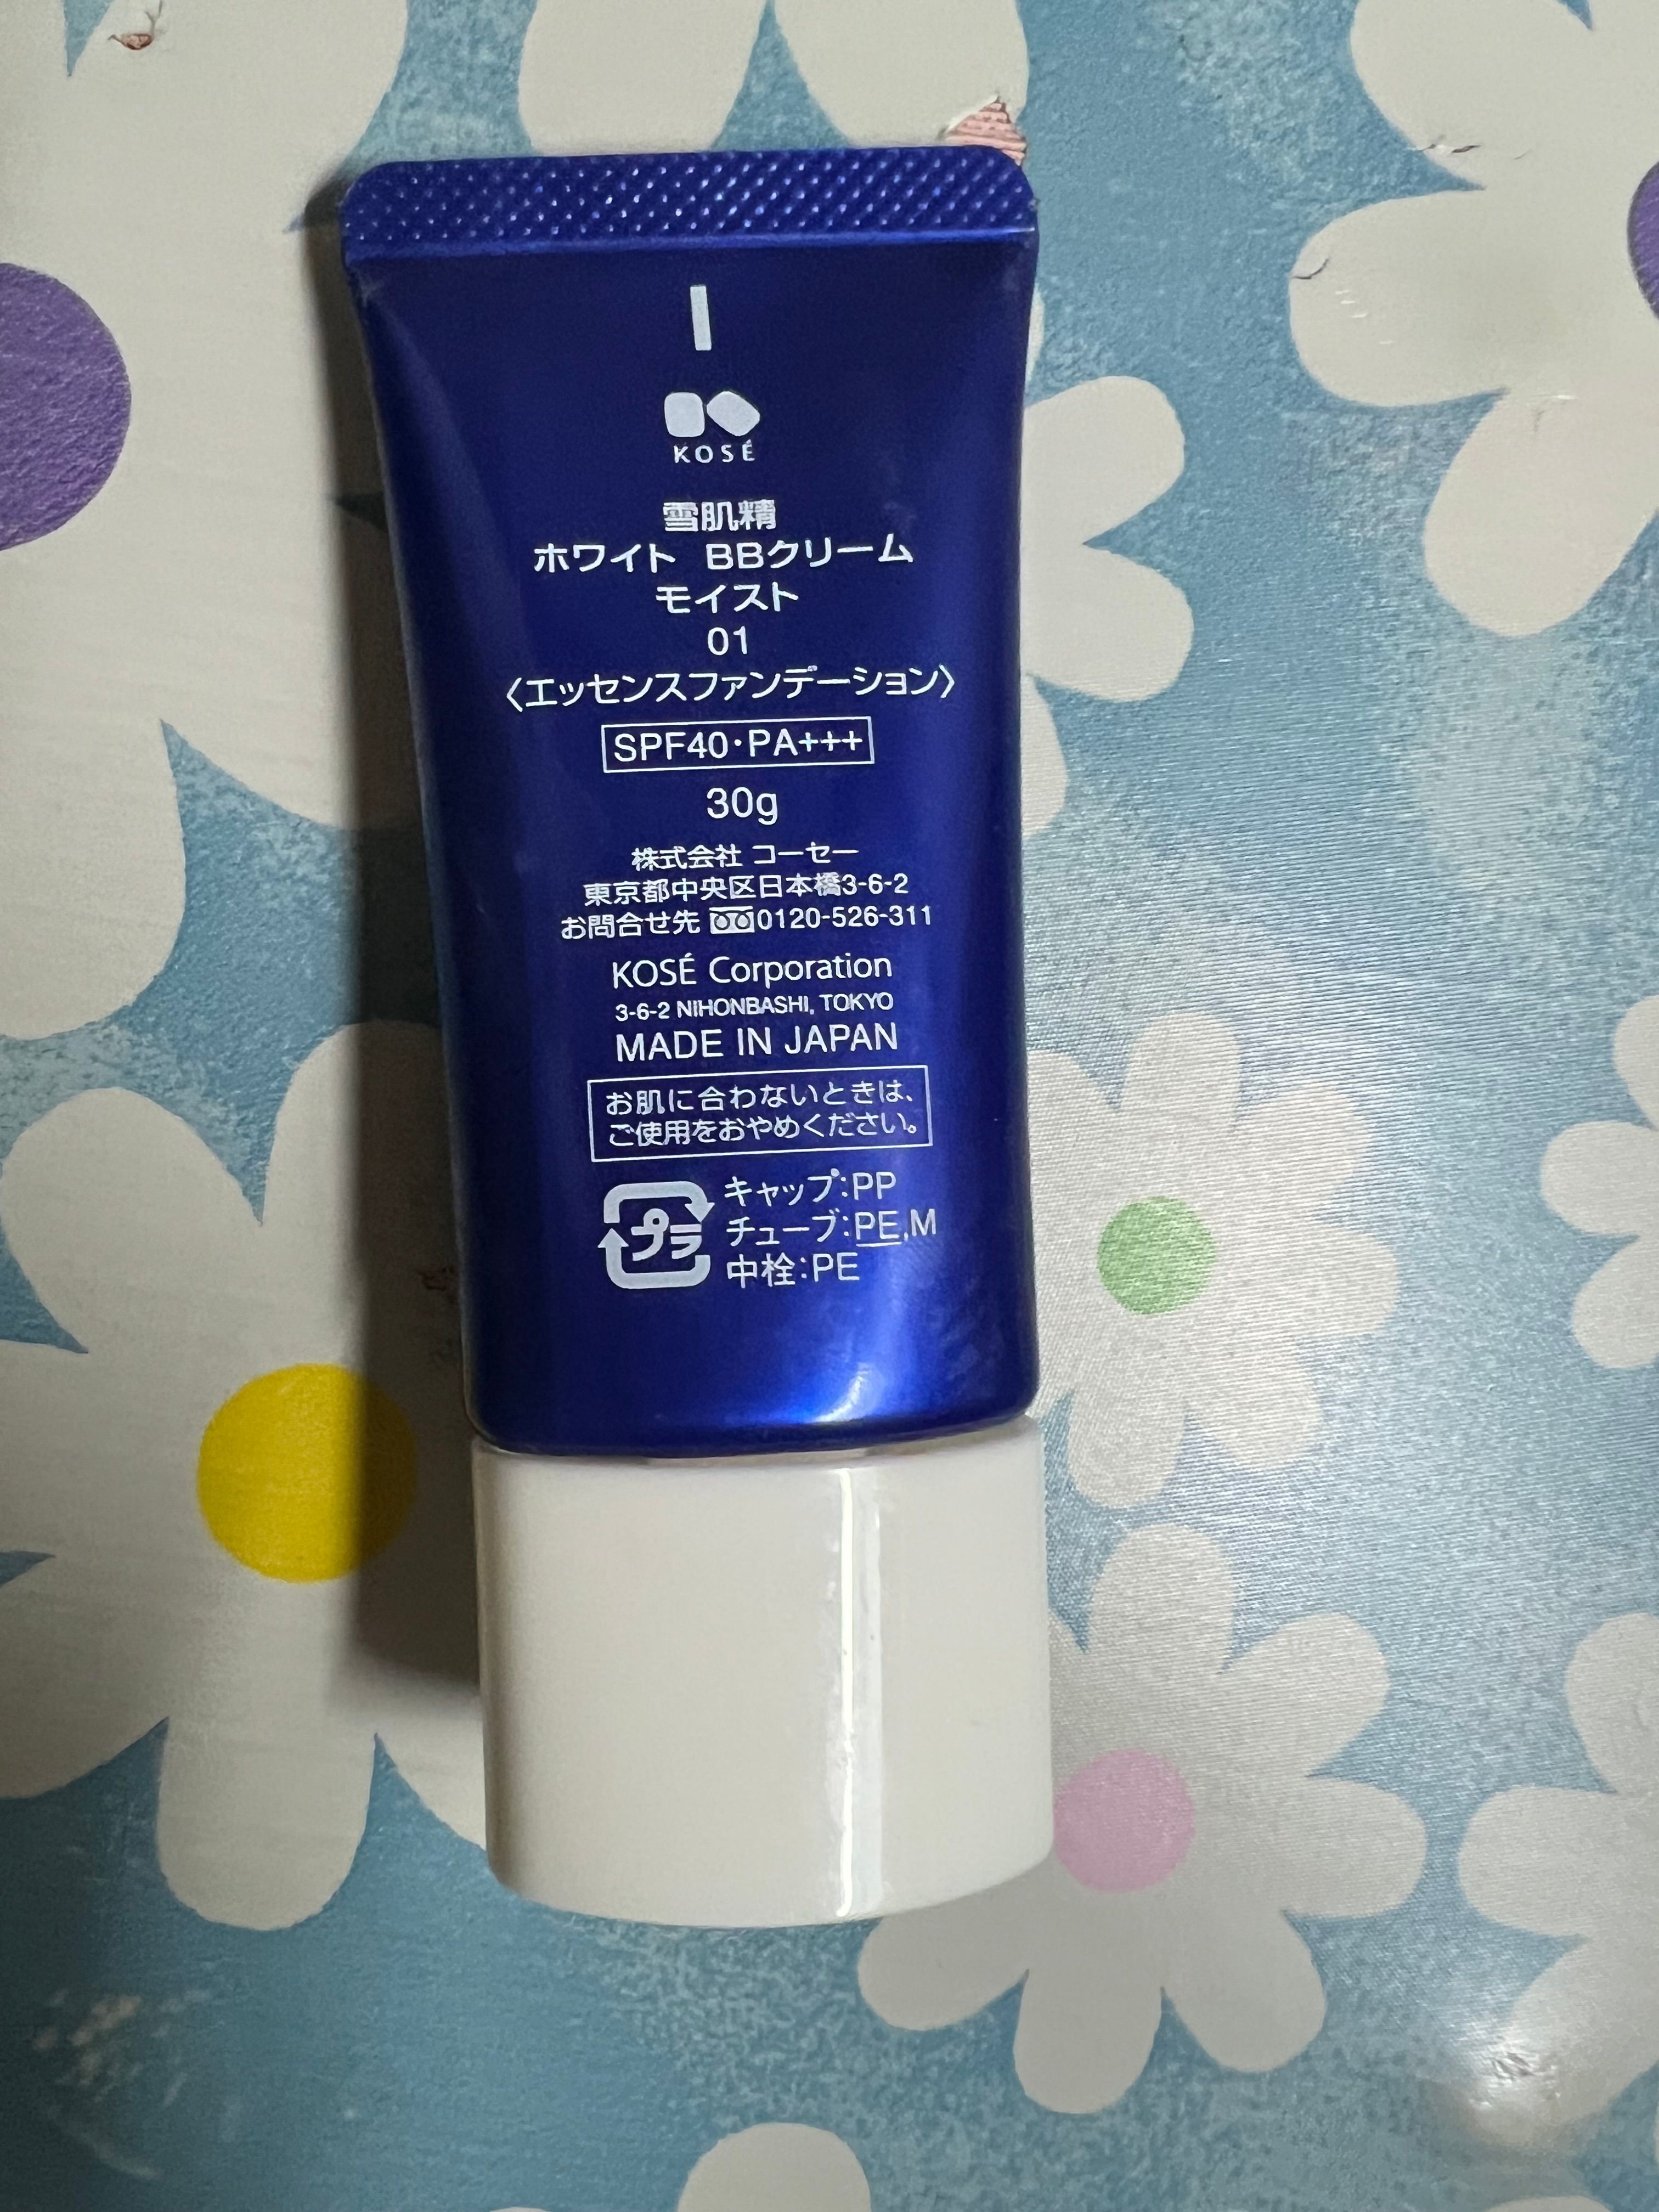 KOSÉ
雪肌精
ホワイト BBクリーム
モイスト
01
〈エッセンスファンデーション〉
SPF40・PA+++
30g
株式会社 コーセー
東京都中央区日本橋3-6-2
お問合せ先 0120-526-311
KOSÉ Corporation
3-6-2 NIHONBASHI, TOKYO
MADE IN JAPAN
お肌に合わないときは、
ご使用をおやめください。
プラ
キャップ:PP
チューブ:PE,M
中栓:PE